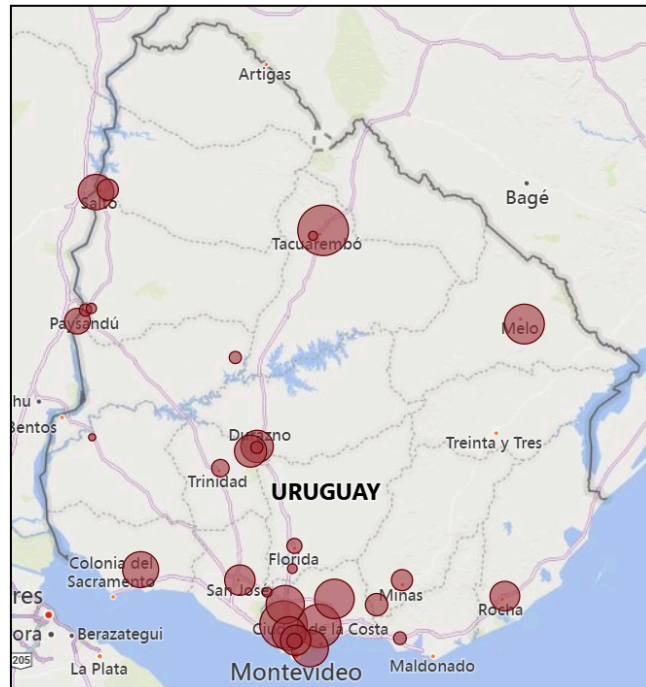 Artigas
Bagé
Salto
Tacuarembó
Paysandú
Melo
hu
Bentos
Durazno
Treinta y Tres
Trinidad
URUGUAY
Florida
Colonia del
Sacramento
San José
Minas
Rocha
res
Ciudad de la Costa
ora
Berazategui
205
La Plata
Montevideo
Maldonado